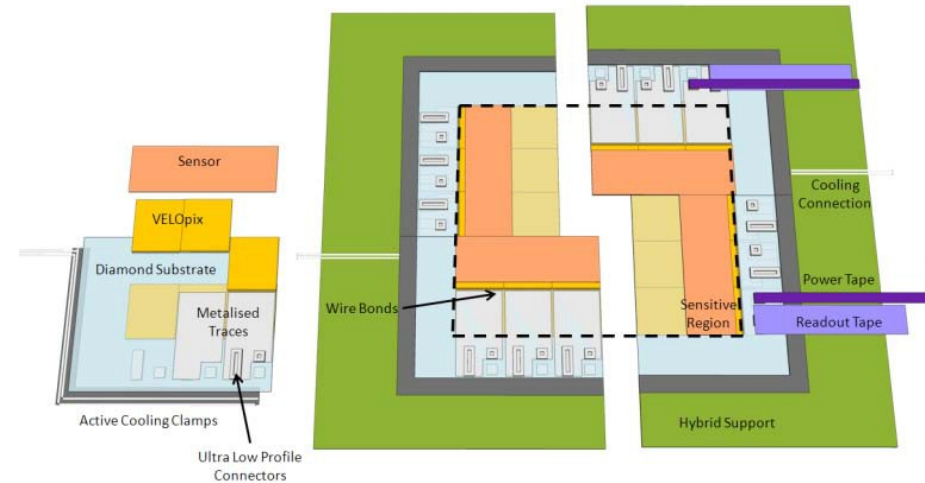 Sensor
VELOpix
Diamond Substrate
Metalised
Traces
Active Cooling Clamps
Ultra Low Profile
Connectors
Wire Bonds
Sensitive
Region
Cooling
Connection
Power Tape
Readout Tape
Hybrid Support